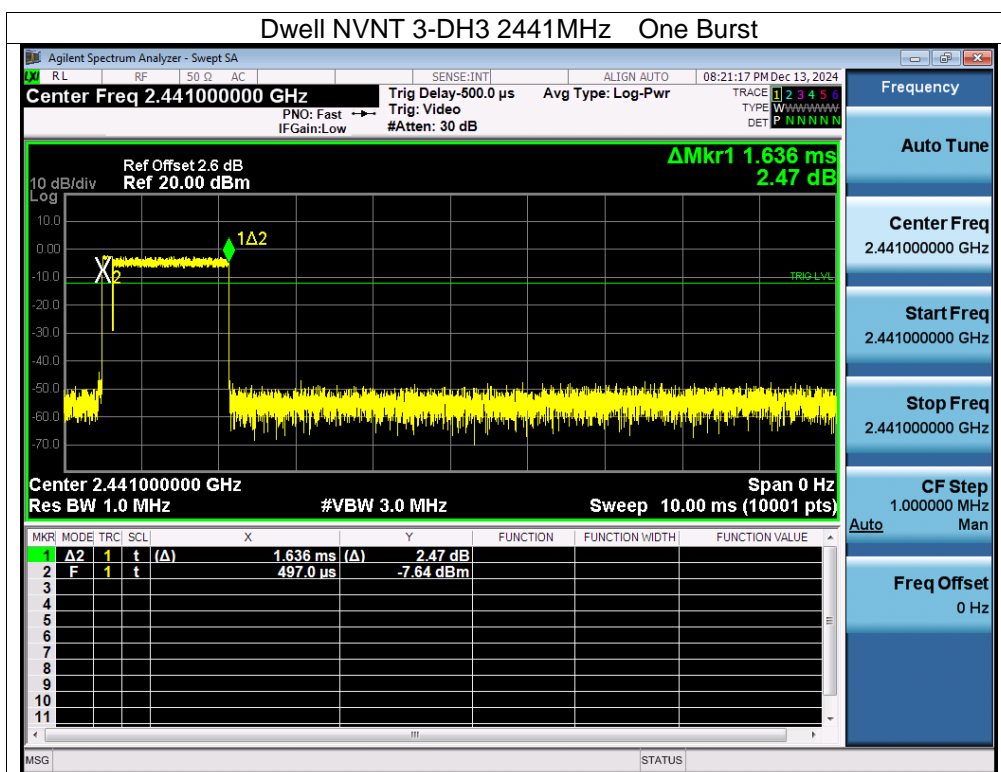 Dwell NVNT 3-DH3 2441MHz One Burst
Agilent Spectrum Analyzer - Swept SA
LXI RL RF 50 Ω AC SENSE:INT ALIGN AUTO 08:21:17 PM Dec 13, 2024
Center Freq 2.441000000 GHz
PNO: Fast
IFGain:Low
Trig Delay-500.0 µs
Trig: Video
#Atten: 30 dB
Avg Type: Log-Pwr
TRACE 1 2 3 4 5 6
TYPE WWWWWWW
DET P N N N N N
Frequency
Auto Tune
Center Freq
2.441000000 GHz
Start Freq
2.441000000 GHz
Stop Freq
2.441000000 GHz
CF Step
1.000000 MHz
Auto Man
Freq Offset
0 Hz
ΔMkr1 1.636 ms
2.47 dB
Ref Offset 2.6 dB
10 dB/div Ref 20.00 dBm
Log
10.0
0.00
-10.0
-20.0
-30.0
-40.0
-50.0
-60.0
-70.0
1Δ2
X2
TRIG LVL
Center 2.441000000 GHz Span 0 Hz
Res BW 1.0 MHz #VBW 3.0 MHz Sweep 10.00 ms (10001 pts)
MKR MODE TRC SCL X Y FUNCTION FUNCTION WIDTH FUNCTION VALUE
1 Δ2 1 t (Δ) 1.636 ms (Δ) 2.47 dB
2 F 1 t 497.0 µs -7.64 dBm
3
4
5
6
7
8
9
10
11
MSG STATUS